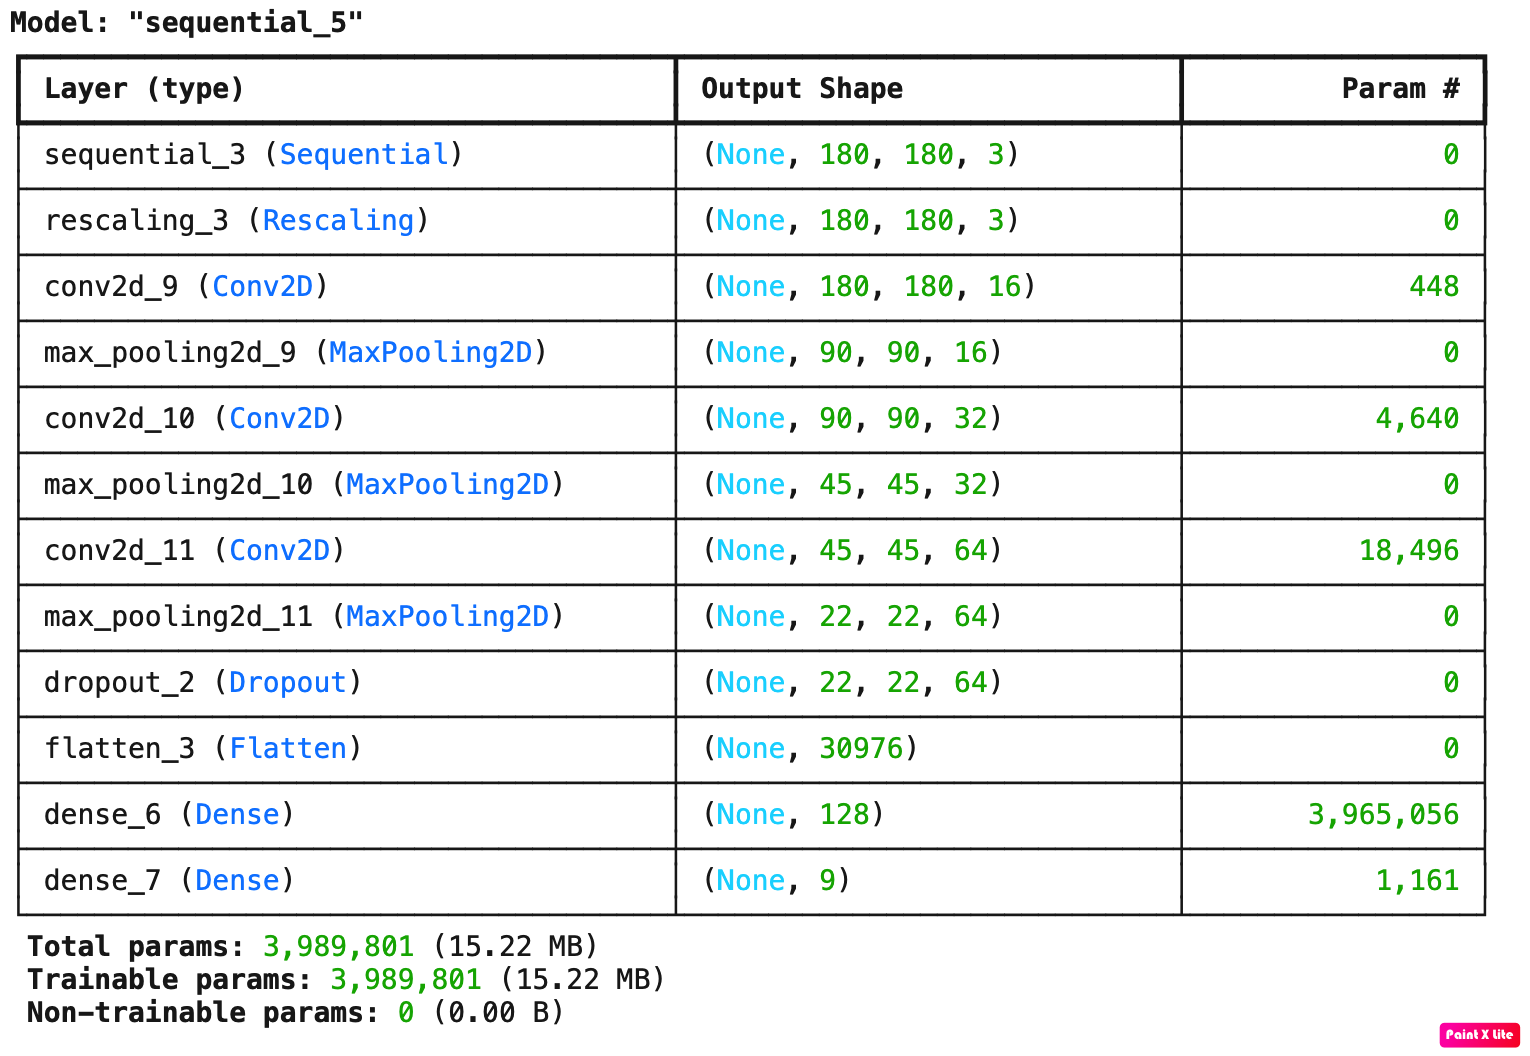 Model: "sequential_5"
Layer (type) Output Shape Param #
sequential_3 (Sequential) (None, 180, 180, 3) 0
rescaling_3 (Rescaling) (None, 180, 180, 3) 0
conv2d_9 (Conv2D) (None, 180, 180, 16) 448
max_pooling2d_9 (MaxPooling2D) (None, 90, 90, 16) 0
conv2d_10 (Conv2D) (None, 90, 90, 32) 4,640
max_pooling2d_10 (MaxPooling2D) (None, 45, 45, 32) 0
conv2d_11 (Conv2D) (None, 45, 45, 64) 18,496
max_pooling2d_11 (MaxPooling2D) (None, 22, 22, 64) 0
dropout_2 (Dropout) (None, 22, 22, 64) 0
flatten_3 (Flatten) (None, 30976) 0
dense_6 (Dense) (None, 128) 3,965,056
dense_7 (Dense) (None, 9) 1,161
Total params: 3,989,801 (15.22 MB)
Trainable params: 3,989,801 (15.22 MB)
Non-trainable params: 0 (0.00 B)
Paint X Lite